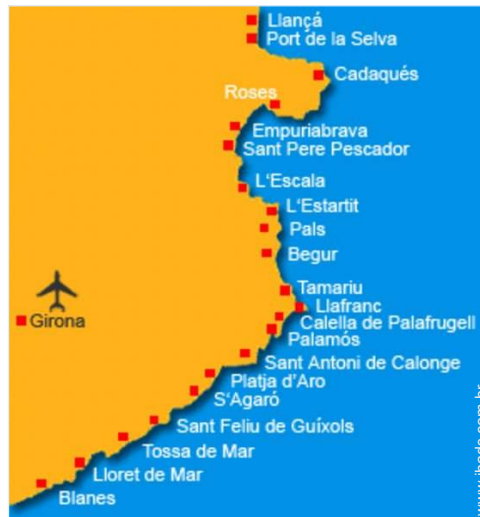 Llançá
Port de la Selva
Cadaqués
Roses
Empuriabrava
Sant Pere Pescador
L'Escala
L'Estartit
Pals
Begur
Tamariu
Llafranc
Girona
Calella de Palafrugell
Palamós
Sant Antoni de Calonge
Platja d'Aro
S'Agaró
Sant Feliu de Guíxols
Tossa de Mar
Lloret de Mar
Blanes